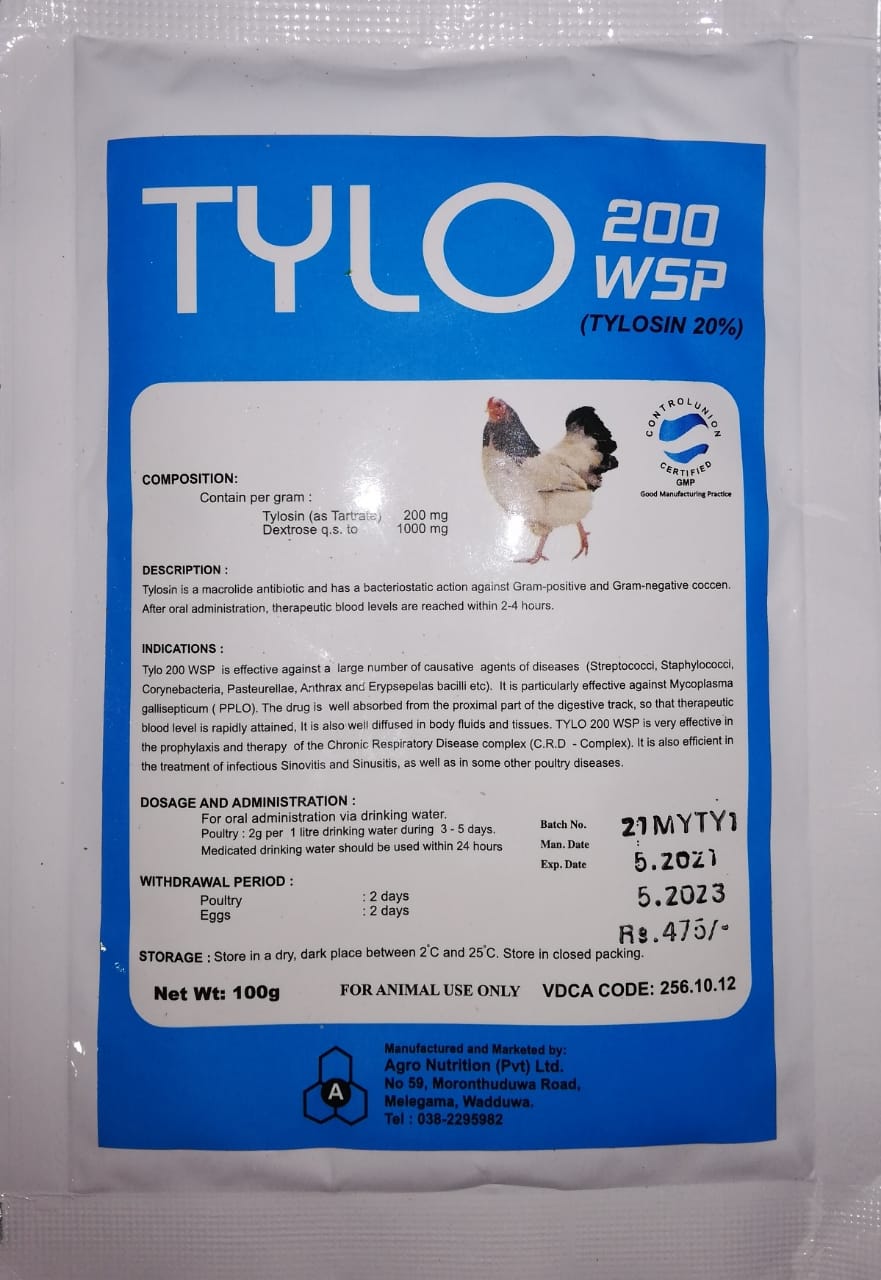 TYLO 200
WSP
(TYLOSIN 20%)
CONTROLUNION
CERTIFIED
GMP
Good Manufacturing Practice
COMPOSITION:
Contain per gram :
Tylosin (as Tartrate) 200 mg
Dextrose q.s. to 1000 mg
DESCRIPTION :
Tylosin is a macrolide antibiotic and has a bacteriostatic action against Gram-positive and Gram-negative coccen.
After oral administration, therapeutic blood levels are reached within 2-4 hours.
INDICATIONS :
Tylo 200 WSP is effective against a large number of causative agents of diseases (Streptococci, Staphylococci,
Corynebacteria, Pasteurellae, Anthrax and Erypsepelas bacilli etc). It is particularly effective against Mycoplasma
gallisepticum ( PPLO). The drug is well absorbed from the proximal part of the digestive track, so that therapeutic
blood level is rapidly attained, It is also well diffused in body fluids and tissues. TYLO 200 WSP is very effective in
the prophylaxis and therapy of the Chronic Respiratory Disease complex (C.R.D - Complex). It is also efficient in
the treatment of infectious Sinovitis and Sinusitis, as well as in some other poultry diseases.
DOSAGE AND ADMINISTRATION :
For oral administration via drinking water.
Poultry : 2g per 1 litre drinking water during 3 - 5 days.
Medicated drinking water should be used within 24 hours
Batch No. 21MYTY1
Man. Date : 5.2021
Exp. Date 5.2023
Rs.475/-
WITHDRAWAL PERIOD :
Poultry : 2 days
Eggs : 2 days
STORAGE : Store in a dry, dark place between 2°C and 25°C. Store in closed packing.
Net Wt: 100g FOR ANIMAL USE ONLY VDCA CODE: 256.10.12
A
Manufactured and Marketed by:
Agro Nutrition (Pvt) Ltd.
No 59, Moronthuduwa Road,
Melegama, Wadduwa.
Tel : 038-2295982